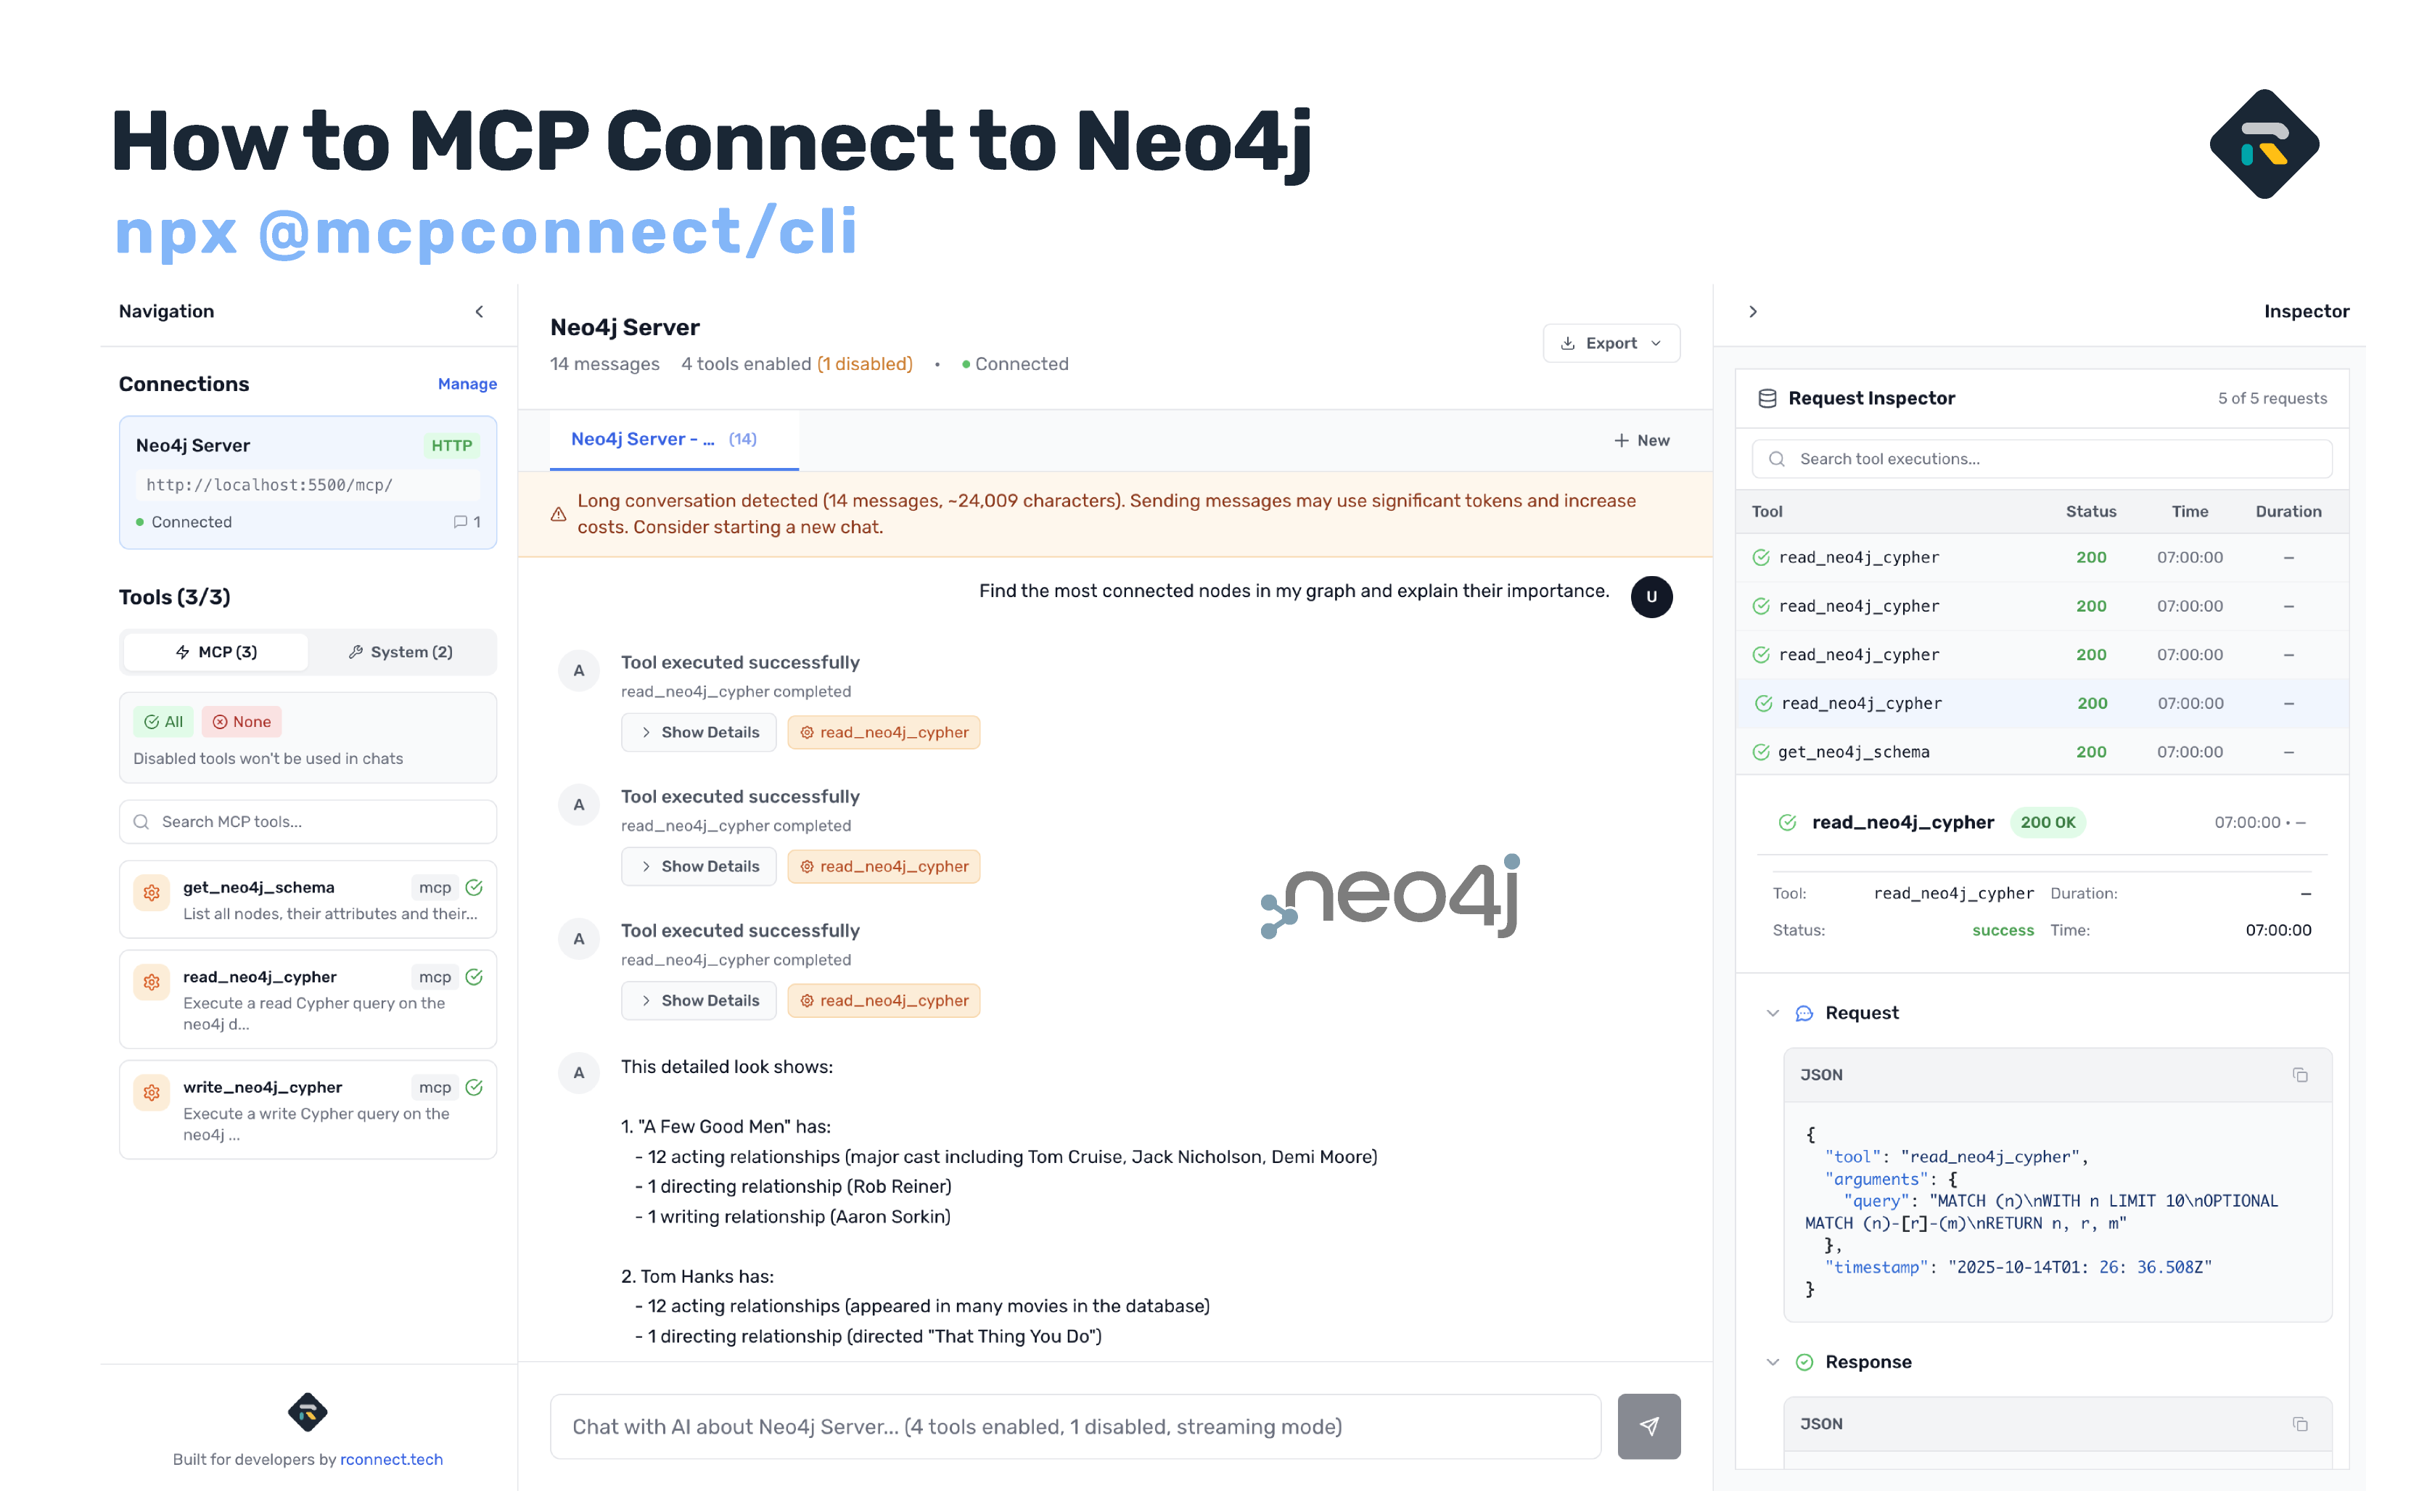 How to MCP Connect to Neo4j
npx @mcpconnect/cli
Navigation
Connections
Manage
Neo4j Server
HTTP
http://localhost:5500/mcp/
Connected
1
Tools (3/3)
MCP (3)
System (2)
All
None
Disabled tools won't be used in chats
Search MCP tools...
get_neo4j_schema
mcp
List all nodes, their attributes and their...
read_neo4j_cypher
mcp
Execute a read Cypher query on the
neo4j d...
write_neo4j_cypher
mcp
Execute a write Cypher query on the
neo4j ...
Built for developers by rconnect.tech
Neo4j Server
14 messages 4 tools enabled (1 disabled) • Connected
Export
Neo4j Server - ... (14)
New
Long conversation detected (14 messages, ~24,009 characters). Sending messages may use significant tokens and increase
costs. Consider starting a new chat.
Find the most connected nodes in my graph and explain their importance.
U
A
Tool executed successfully
read_neo4j_cypher completed
Show Details
read_neo4j_cypher
A
Tool executed successfully
read_neo4j_cypher completed
Show Details
read_neo4j_cypher
A
Tool executed successfully
read_neo4j_cypher completed
Show Details
read_neo4j_cypher
neo4j
A
This detailed look shows:
1. "A Few Good Men" has:
- 12 acting relationships (major cast including Tom Cruise, Jack Nicholson, Demi Moore)
- 1 directing relationship (Rob Reiner)
- 1 writing relationship (Aaron Sorkin)
2. Tom Hanks has:
- 12 acting relationships (appeared in many movies in the database)
- 1 directing relationship (directed "That Thing You Do")
Chat with AI about Neo4j Server... (4 tools enabled, 1 disabled, streaming mode)
Inspector
Request Inspector
5 of 5 requests
Search tool executions...
Tool Status Time Duration
read_neo4j_cypher 200 07:00:00 –
read_neo4j_cypher 200 07:00:00 –
read_neo4j_cypher 200 07:00:00 –
read_neo4j_cypher 200 07:00:00 –
get_neo4j_schema 200 07:00:00 –
read_neo4j_cypher 200 OK 07:00:00 • –
Tool: read_neo4j_cypher Duration: –
Status: success Time: 07:00:00
Request
JSON
{
"tool": "read_neo4j_cypher",
"arguments": {
"query": "MATCH (n)\nWITH n LIMIT 10\nOPTIONAL
MATCH (n)-[r]-(m)\nRETURN n, r, m"
},
"timestamp": "2025-10-14T01: 26: 36.508Z"
}
Response
JSON